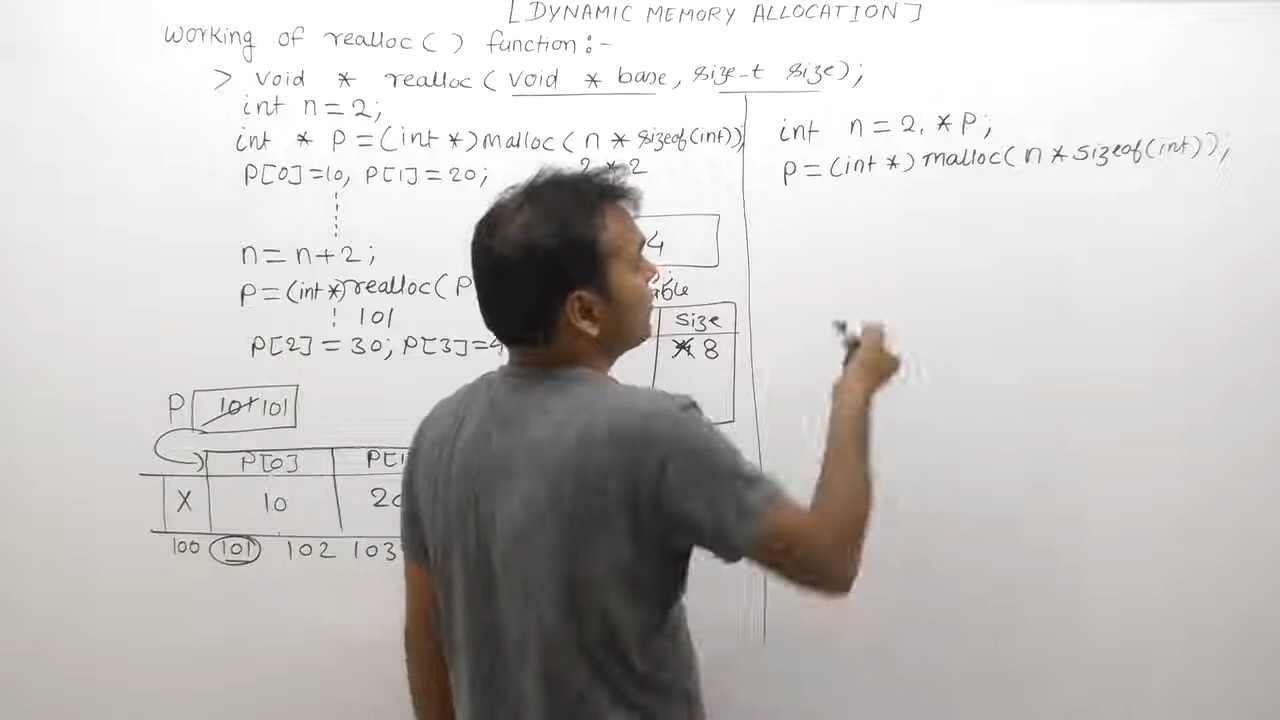 [DYNAMIC MEMORY ALLOCATION]
Working of realloc() function:-
> void * realloc(void * base, size_t size);
int n=2;
int * P=(int*)malloc(n*sizeof(int))
P[0]=10, P[1]=20;
2*2
n=n+2;
P=(int*)realloc(P
101
P[2]=30; P[3]=4
4
Size
4 8
P 101 101
P[0] P[1
X 10 20
100 101 102 103
int n=2, *P;
P=(int*)malloc(n*sizeof(int));